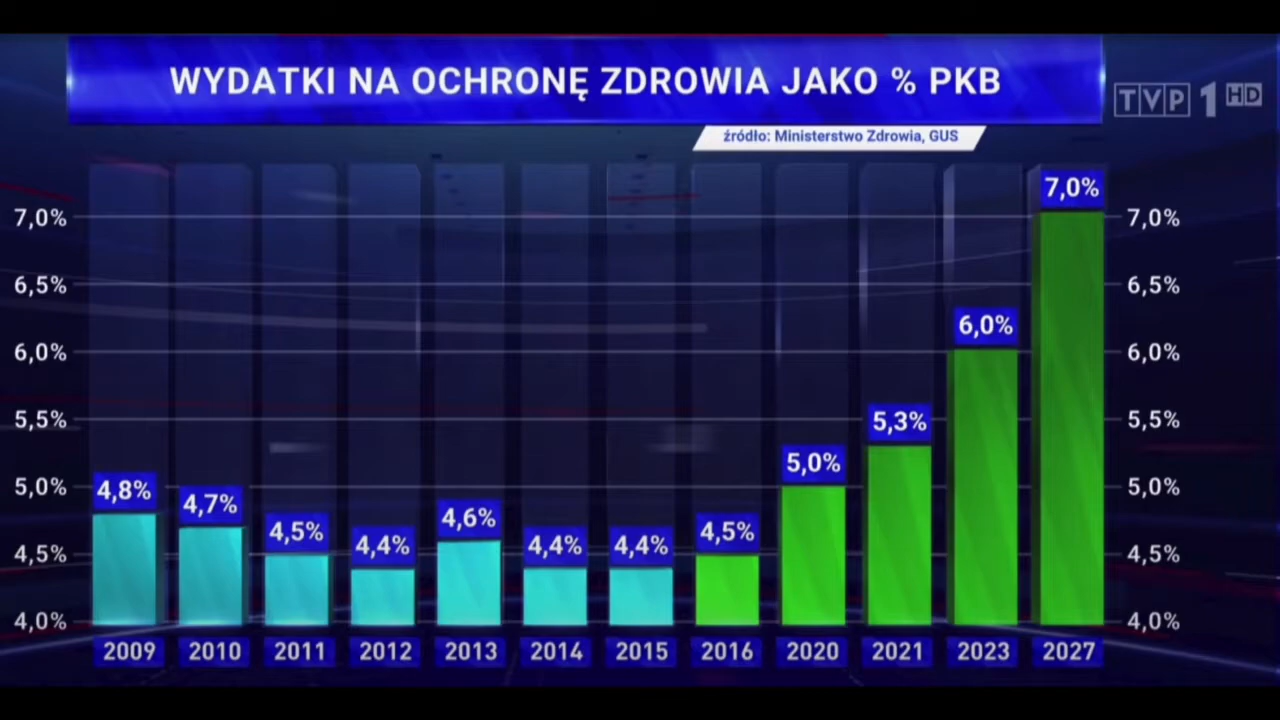 WYDATKI NA OCHRONĘ ZDROWIA JAKO % PKB
TVP 1 HD
źródło: Ministerstwo Zdrowia, GUS
7,0%
7,0% 7,0%
6,5% 6,5%
6,0%
6,0% 6,0%
5,5% 5,5%
5,3%
5,0%
5,0% 4,8% 5,0%
4,7%
4,6%
4,5% 4,5%
4,4% 4,4% 4,4%
4,5% 4,5%
4,0% 4,0%
2009 2010 2011 2012 2013 2014 2015 2016 2020 2021 2023 2027